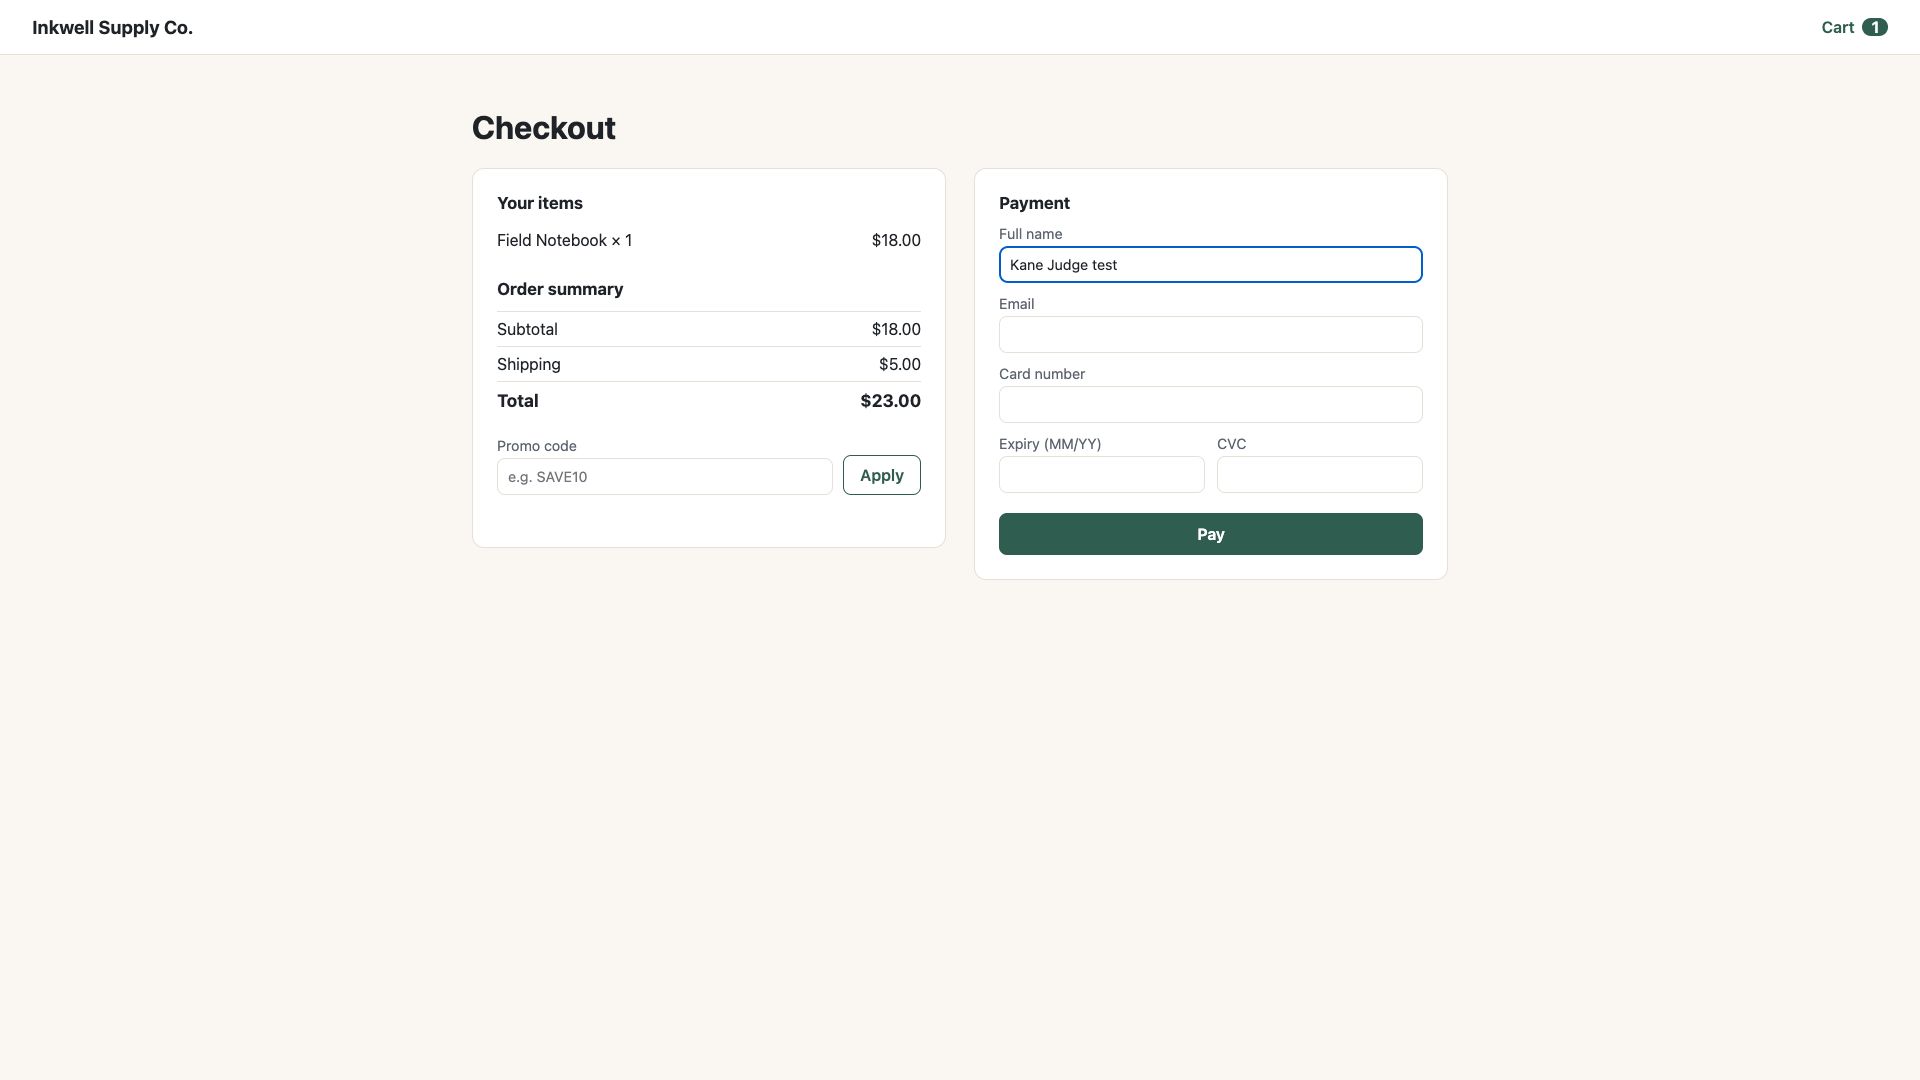 Inkwell Supply Co.
Cart 1
Checkout
Your items
Field Notebook × 1 $18.00
Order summary
Subtotal $18.00
Shipping $5.00
Total $23.00
Promo code
e.g. SAVE10
Apply
Payment
Full name
Kane Judge test
Email
Card number
Expiry (MM/YY) CVC
Pay